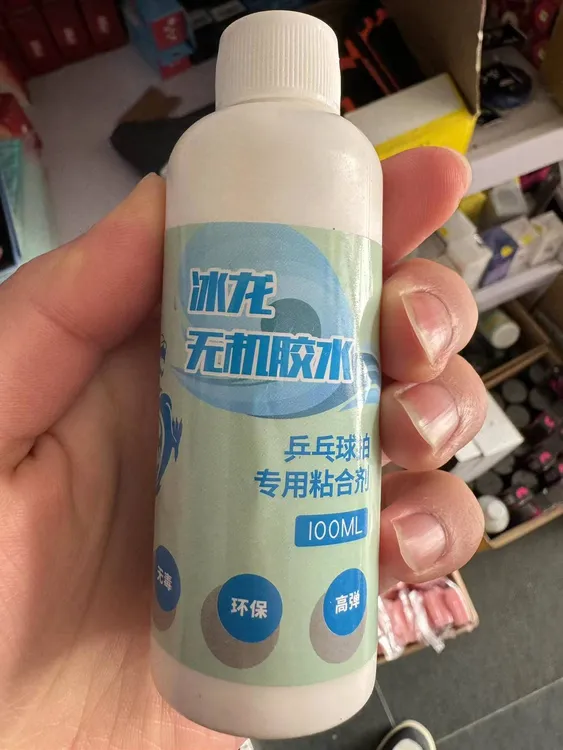 冰龙
无机胶水
乒乓球拍
专用粘合剂
100ML
无毒
环保
高弹